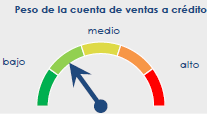 Peso de la cuenta de ventas a crédito
medio
bajo
alto